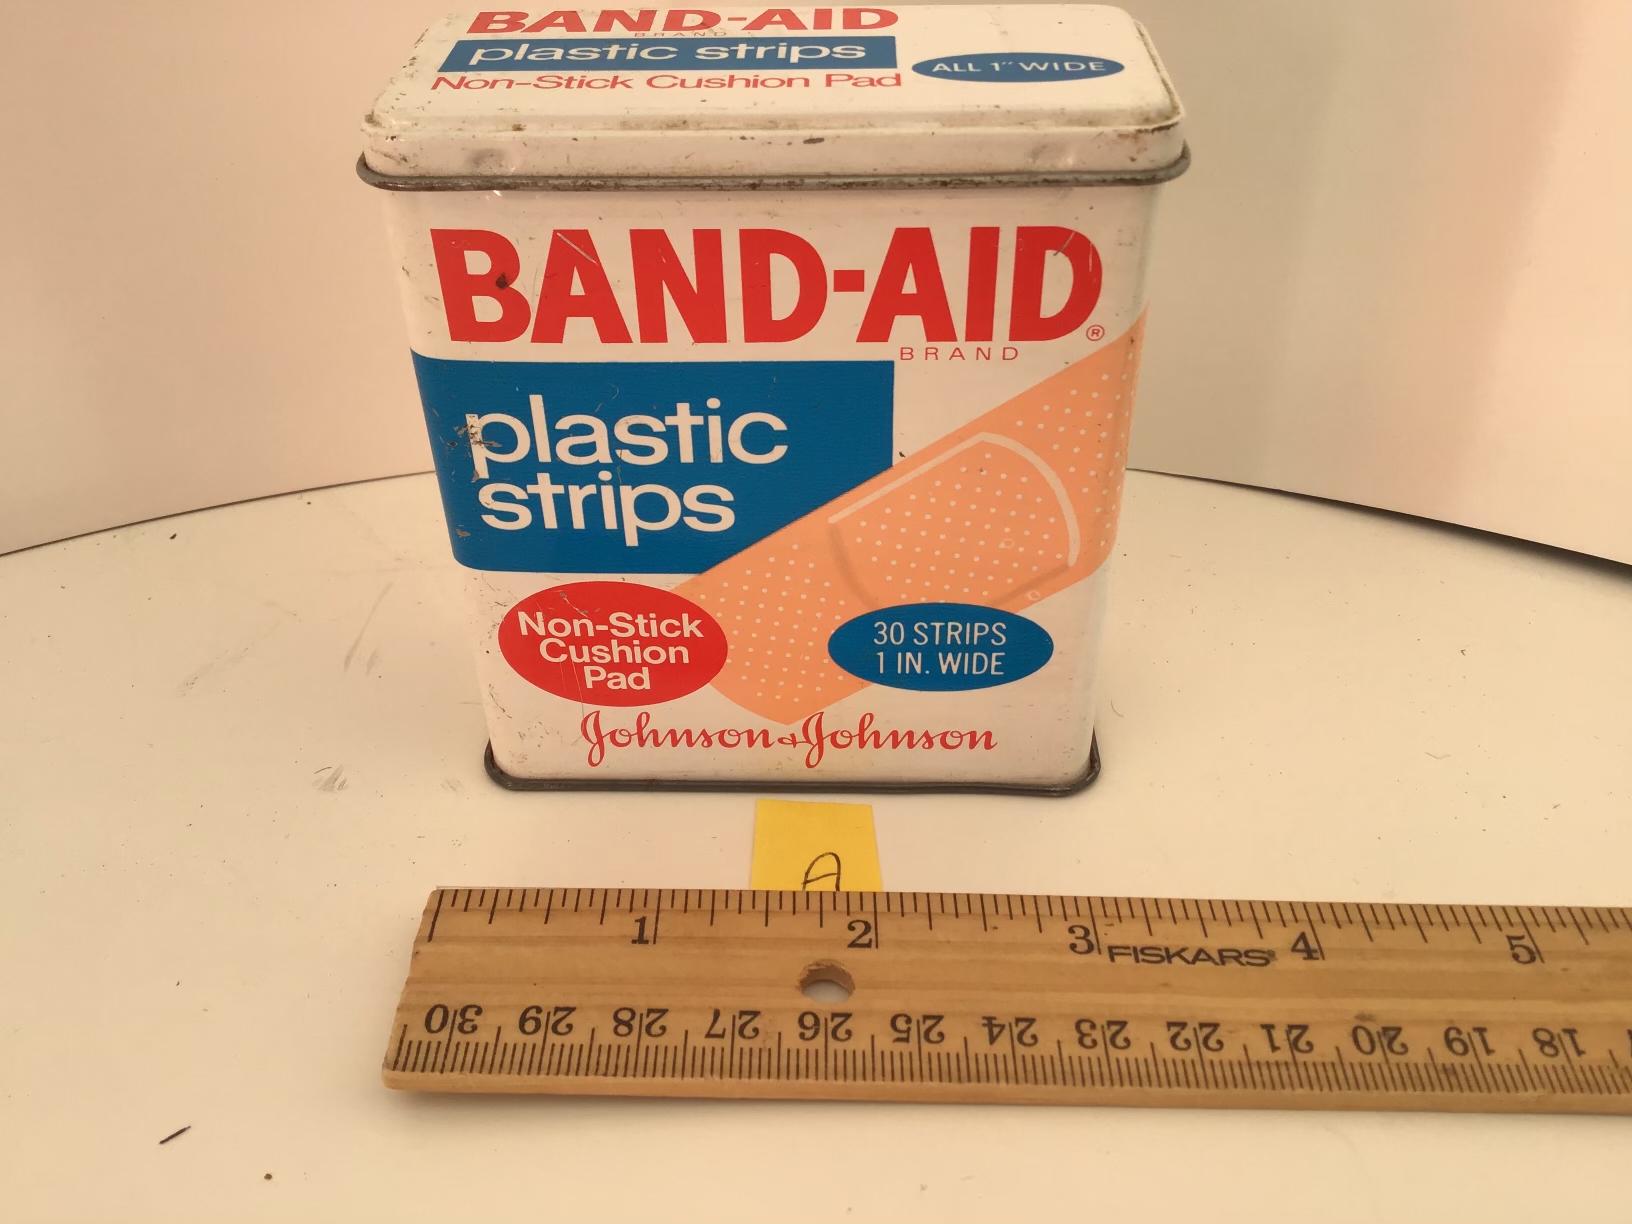 BAND-AID
BRAND
plastic strips
Non-Stick Cushion Pad
ALL 1" WIDE
BAND-AID®
BRAND
plastic
strips
Non-Stick
Cushion
Pad
30 STRIPS
1 IN. WIDE
Johnson & Johnson
A
1 2 3 4 5
FISKARS®
30 29 28 27 26 25 24 23 22 21 20 19 18